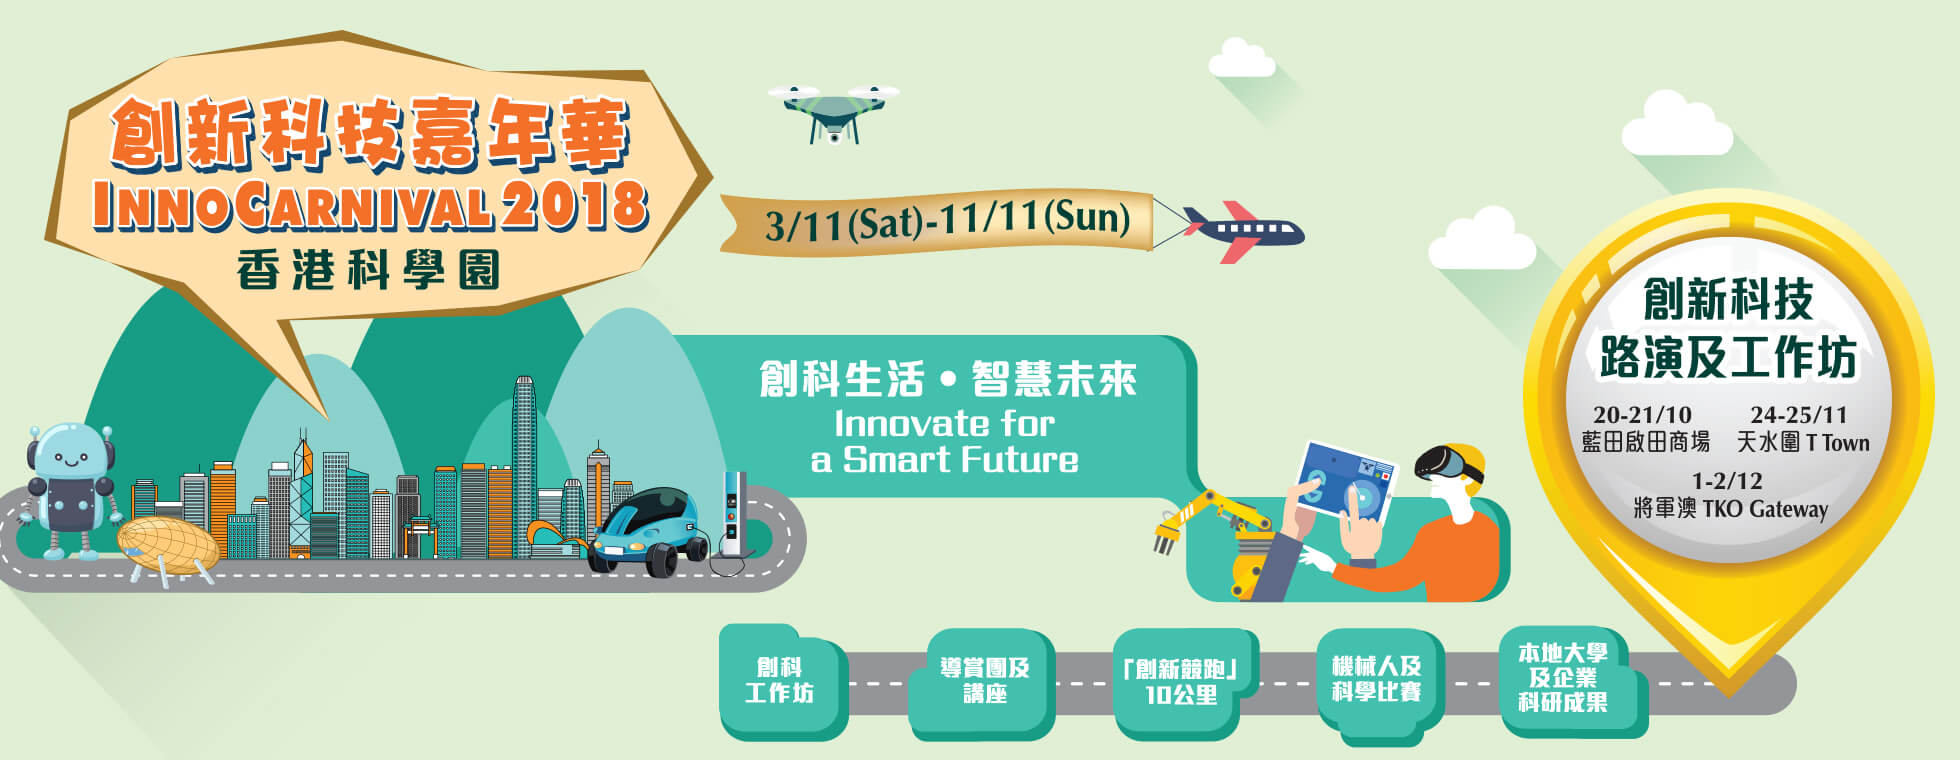 創新科技嘉年華
INNOCARNIVAL 2018
香港科學園
3/11(Sat)-11/11(Sun)
創科生活•智慧未來
Innovate for
a Smart Future
創新科技
路演及工作坊
20-21/10
藍田啟田商場
24-25/11
天水圍 T Town
1-2/12
將軍澳 TKO Gateway
創科
工作坊
導賞團及
講座
「創新競跑」
10公里
機械人及
科學比賽
本地大學
及企業
科研成果